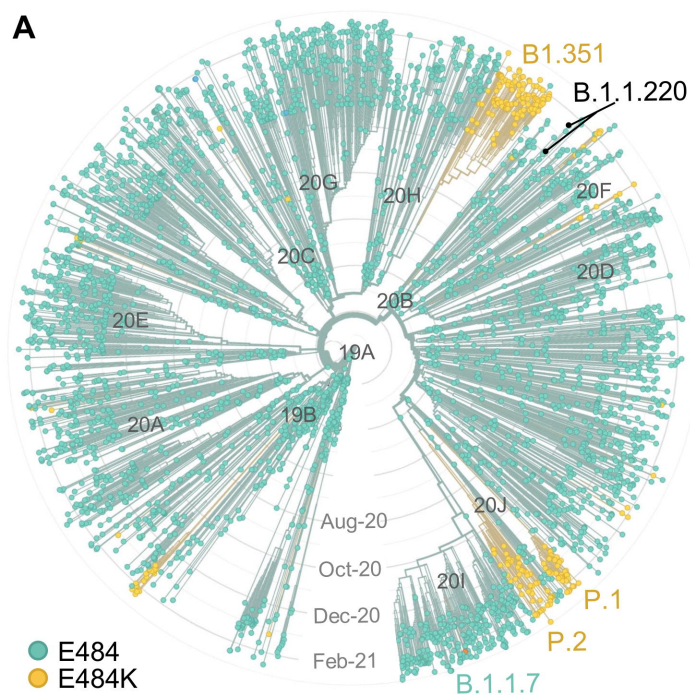 A
B1.351
B.1.1.220
20G
20H
20F
20C
20D
20B
20E
19A
19B
20A
20J
Aug-20
Oct-20
20I
Dec-20
P.1
P.2
Feb-21
B.1.1.7
E484
E484K